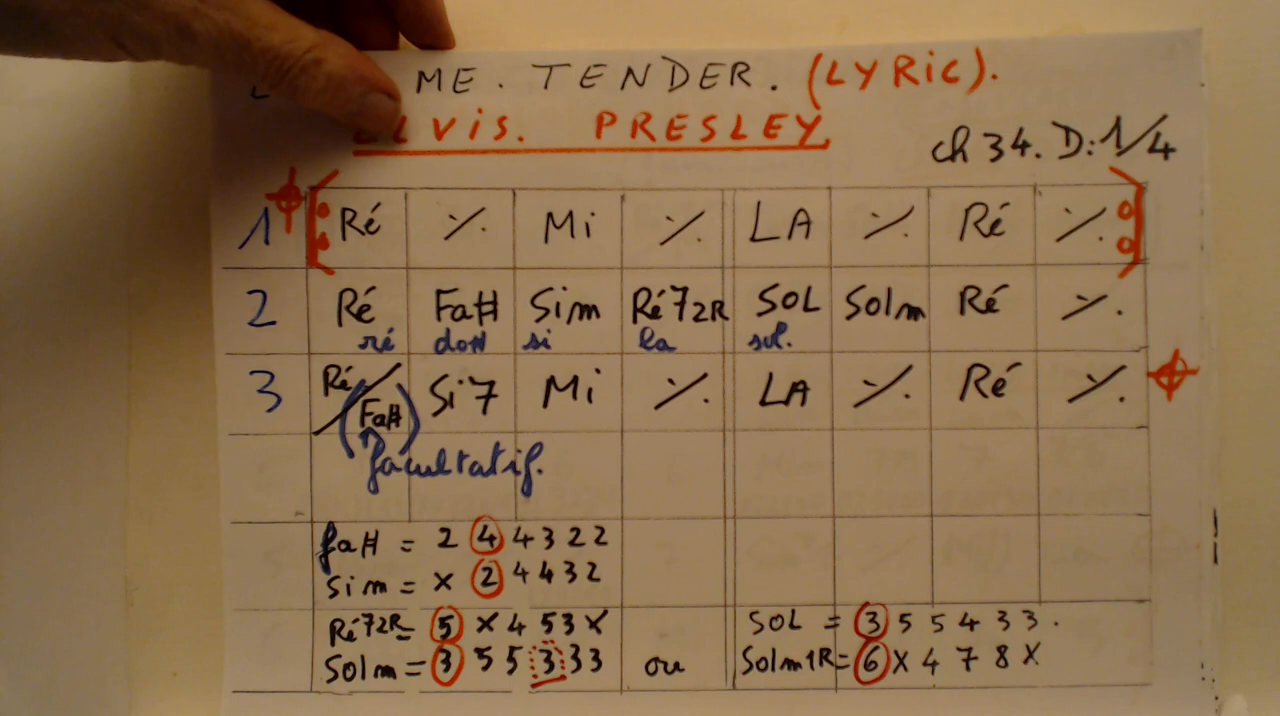 ME. TENDER. (LYRiC).
ELViS. PRESLEY.
ch 34. D: 1/4
1 Ré ٪ Mi ٪ LA ٪ Ré ٪
2 Ré Fa# Sim Ré72R SOL Solm Ré ٪
ré do# si la sol.
3 Ré/(Fa#) Si7 Mi ٪ LA ٪ Ré ٪
facultatif.
fa# = 2 4 4 3 2 2
Sim = x 2 4 4 3 2
Ré72R = 5 X 4 5 3 X SOL = 3 5 5 4 3 3.
Solm = 3 5 5 3 3 3 ou Solm1R = 6 X 4 7 8 X